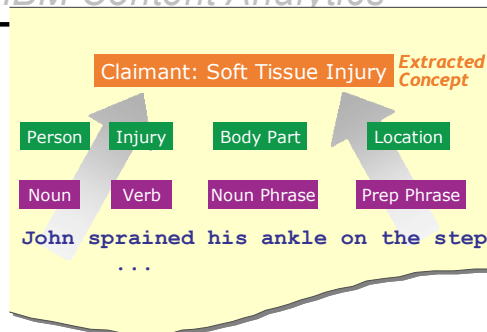 IBM Content Analytics
Claimant: Soft Tissue Injury
Extracted
Concept
Person Injury Body Part Location
Noun Verb Noun Phrase Prep Phrase
John sprained his ankle on the step
...